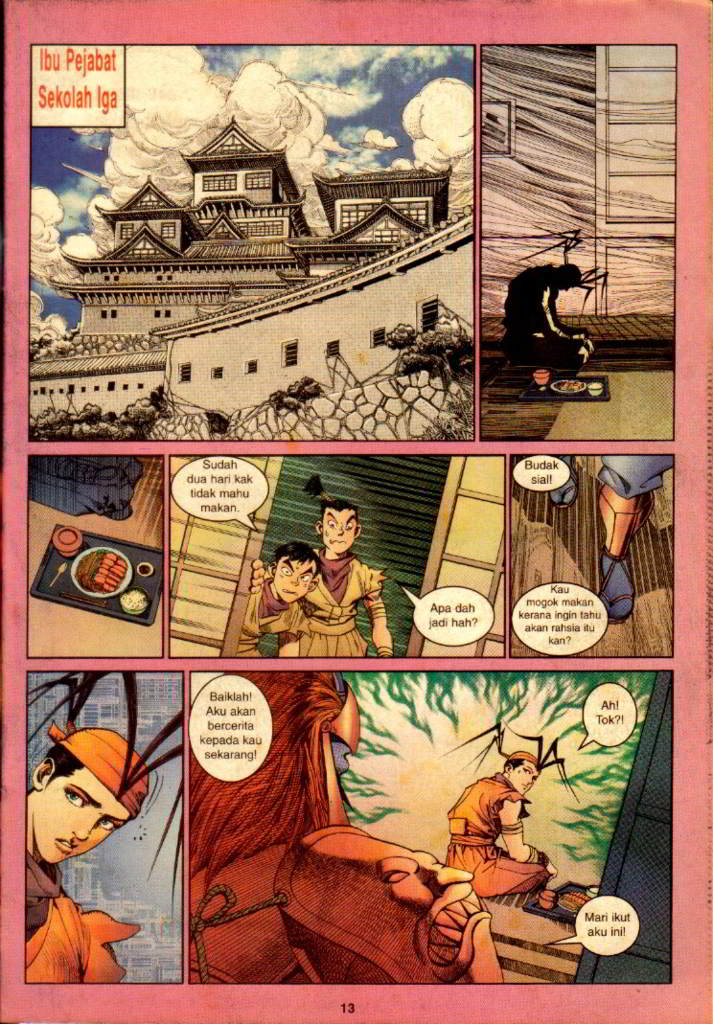 Ibu Pejabat
Sekolah Iga
Sudah
dua hari kak
tidak mahu
makan.
Apa dah
jadi hah?
Budak
sial!
Kau
mogok makan
kerana ingin tahu
akan rahsia itu
kan?
Baiklah!
Aku akan
bercerita
kepada kau
sekarang!
Ah!
Tok?!
Mari ikut
aku ini!
13